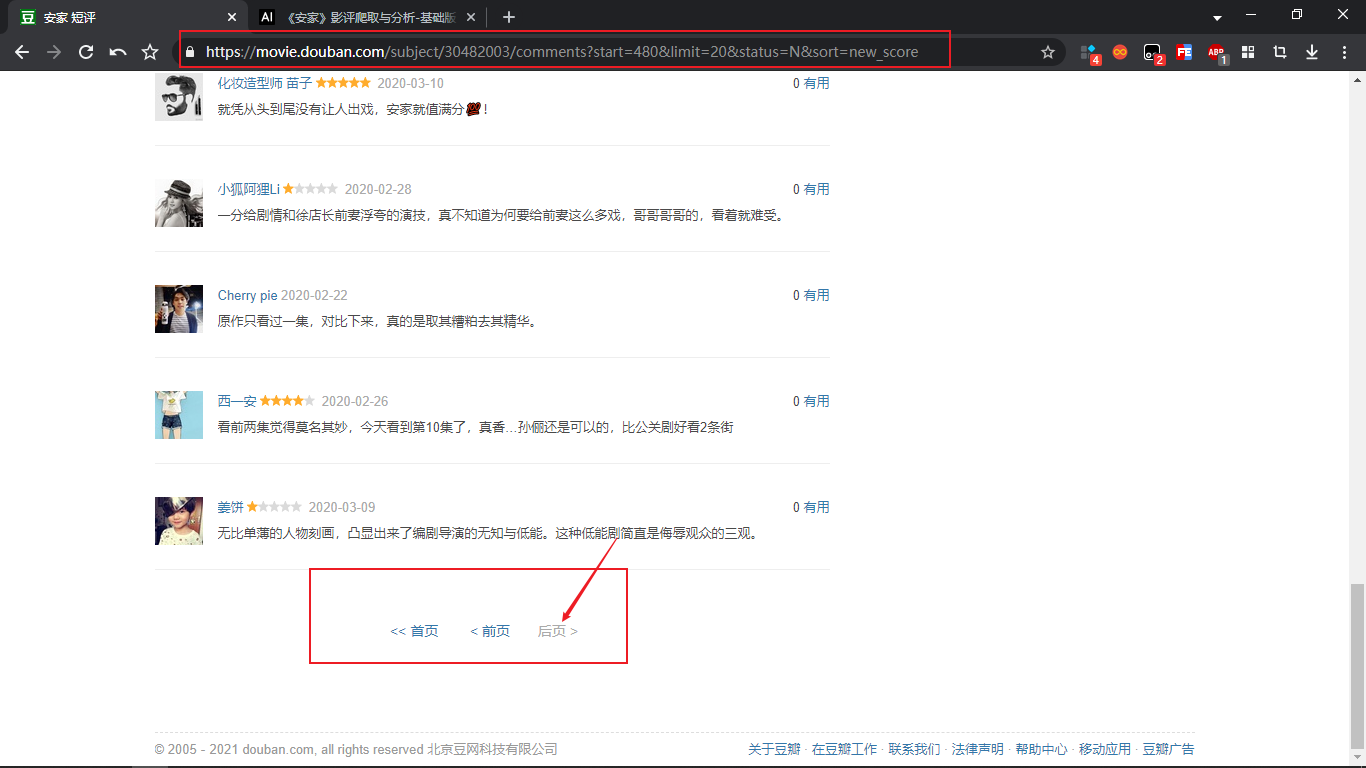 安家 短评
AI 《安家》影评爬取与分析-基础版
https://movie.douban.com/subject/30482003/comments?start=480&limit=20&status=N&sort=new_score
4
2
FE
ABP
1
化妆造型师 苗子 2020-03-10 0 有用
就凭从头到尾没有让人出戏，安家就值满分💯！
小狐阿狸Li 2020-02-28 0 有用
一分给剧情和徐店长前妻浮夸的演技，真不知道为何要给前妻这么多戏，哥哥哥哥的，看着就难受。
Cherry pie 2020-02-22 0 有用
原作只看过一集，对比下来，真的是取其糟粕去其精华。
西—安 2020-02-26 0 有用
看前两集觉得莫名其妙，今天看到第10集了，真香…孙俪还是可以的，比公关剧好看2条街
姜饼 2020-03-09 0 有用
无比单薄的人物刻画，凸显出来了编剧导演的无知与低能。这种低能剧简直是侮辱观众的三观。
<< 首页 < 前页 后页 >
© 2005 - 2021 douban.com, all rights reserved 北京豆网科技有限公司 关于豆瓣 · 在豆瓣工作 · 联系我们 · 法律声明 · 帮助中心 · 移动应用 · 豆瓣广告